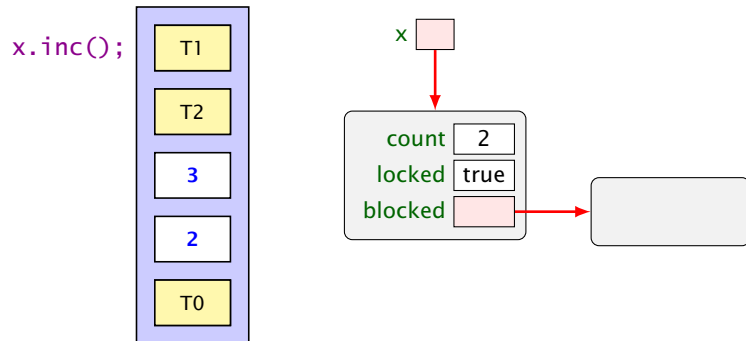 x.inc();
T1
T2
3
2
T0
x
count 2
locked true
blocked